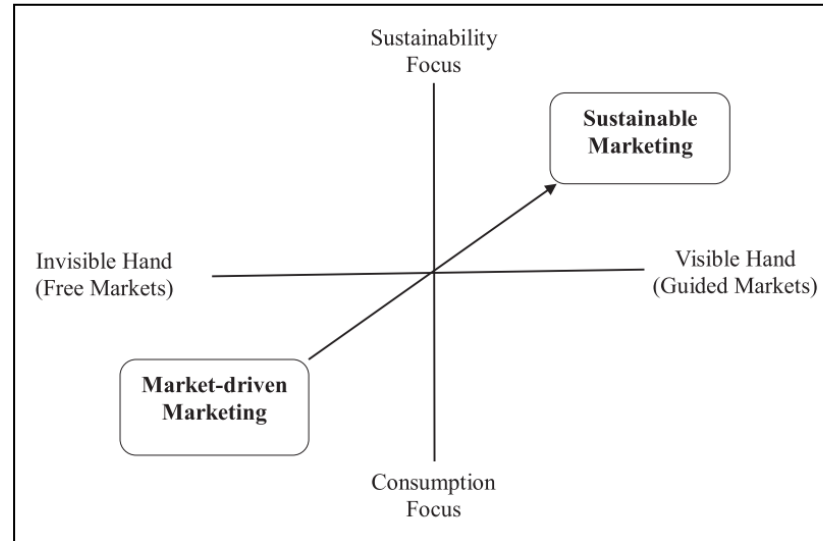 Sustainability
Focus
Sustainable
Marketing
Invisible Hand
(Free Markets)
Visible Hand
(Guided Markets)
Market-driven
Marketing
Consumption
Focus